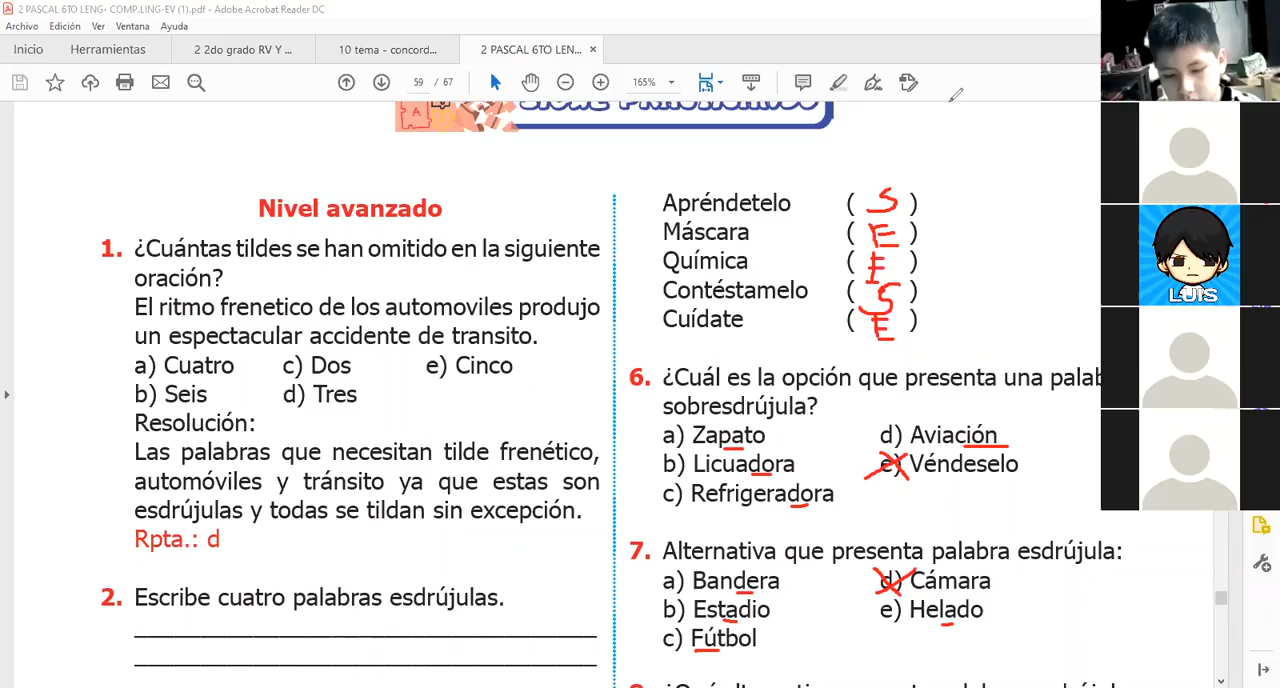 2 PASCAL 6TO LENG- COMP.LING-EV (1).pdf - Adobe Acrobat Reader DC
Archivo Edición Ver Ventana Ayuda
Inicio Herramientas 2 2do grado RV Y ... 10 tema - concord... 2 PASCAL 6TO LEN... ×
59 / 67 165%
Nivel avanzado
1. ¿Cuántas tildes se han omitido en la siguiente
oración?
El ritmo frenetico de los automoviles produjo
un espectacular accidente de transito.
a) Cuatro c) Dos e) Cinco
b) Seis d) Tres
Resolución:
Las palabras que necesitan tilde frenético,
automóviles y tránsito ya que estas son
esdrújulas y todas se tildan sin excepción.
Rpta.: d
2. Escribe cuatro palabras esdrújulas.
Apréndetelo ( S )
Máscara ( E )
Química ( E )
Contéstamelo ( S )
Cuídate ( E )
6. ¿Cuál es la opción que presenta una palab
sobresdrújula?
a) Zapato d) Aviación
b) Licuadora e) Véndeselo
c) Refrigeradora
7. Alternativa que presenta palabra esdrújula:
a) Bandera d) Cámara
b) Estadio e) Helado
c) Fútbol
LUIS